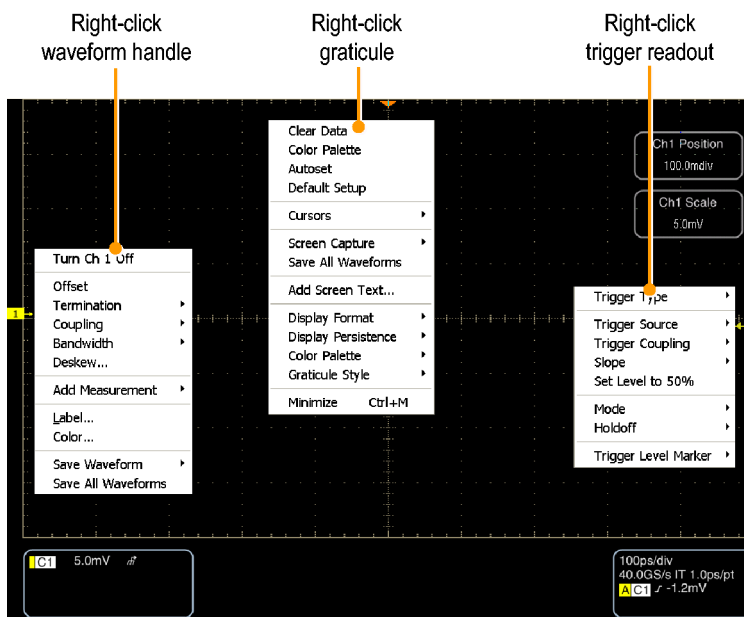 Right-click
waveform handle
Right-click
graticule
Right-click
trigger readout
Clear Data
Color Palette
Autoset
Default Setup
Cursors
Screen Capture
Save All Waveforms
Add Screen Text...
Display Format
Display Persistence
Color Palette
Graticule Style
Minimize Ctrl+M
Turn Ch 1 Off
Offset
Termination
Coupling
Bandwidth
Deskew...
Add Measurement
Label...
Color...
Save Waveform
Save All Waveforms
Ch1 Position
100.0mdiv
Ch1 Scale
5.0mV
Trigger Type
Trigger Source
Trigger Coupling
Slope
Set Level to 50%
Mode
Holdoff
Trigger Level Marker
1
C1 5.0mV
100ps/div
40.0GS/s IT 1.0ps/pt
A C1 -1.2mV